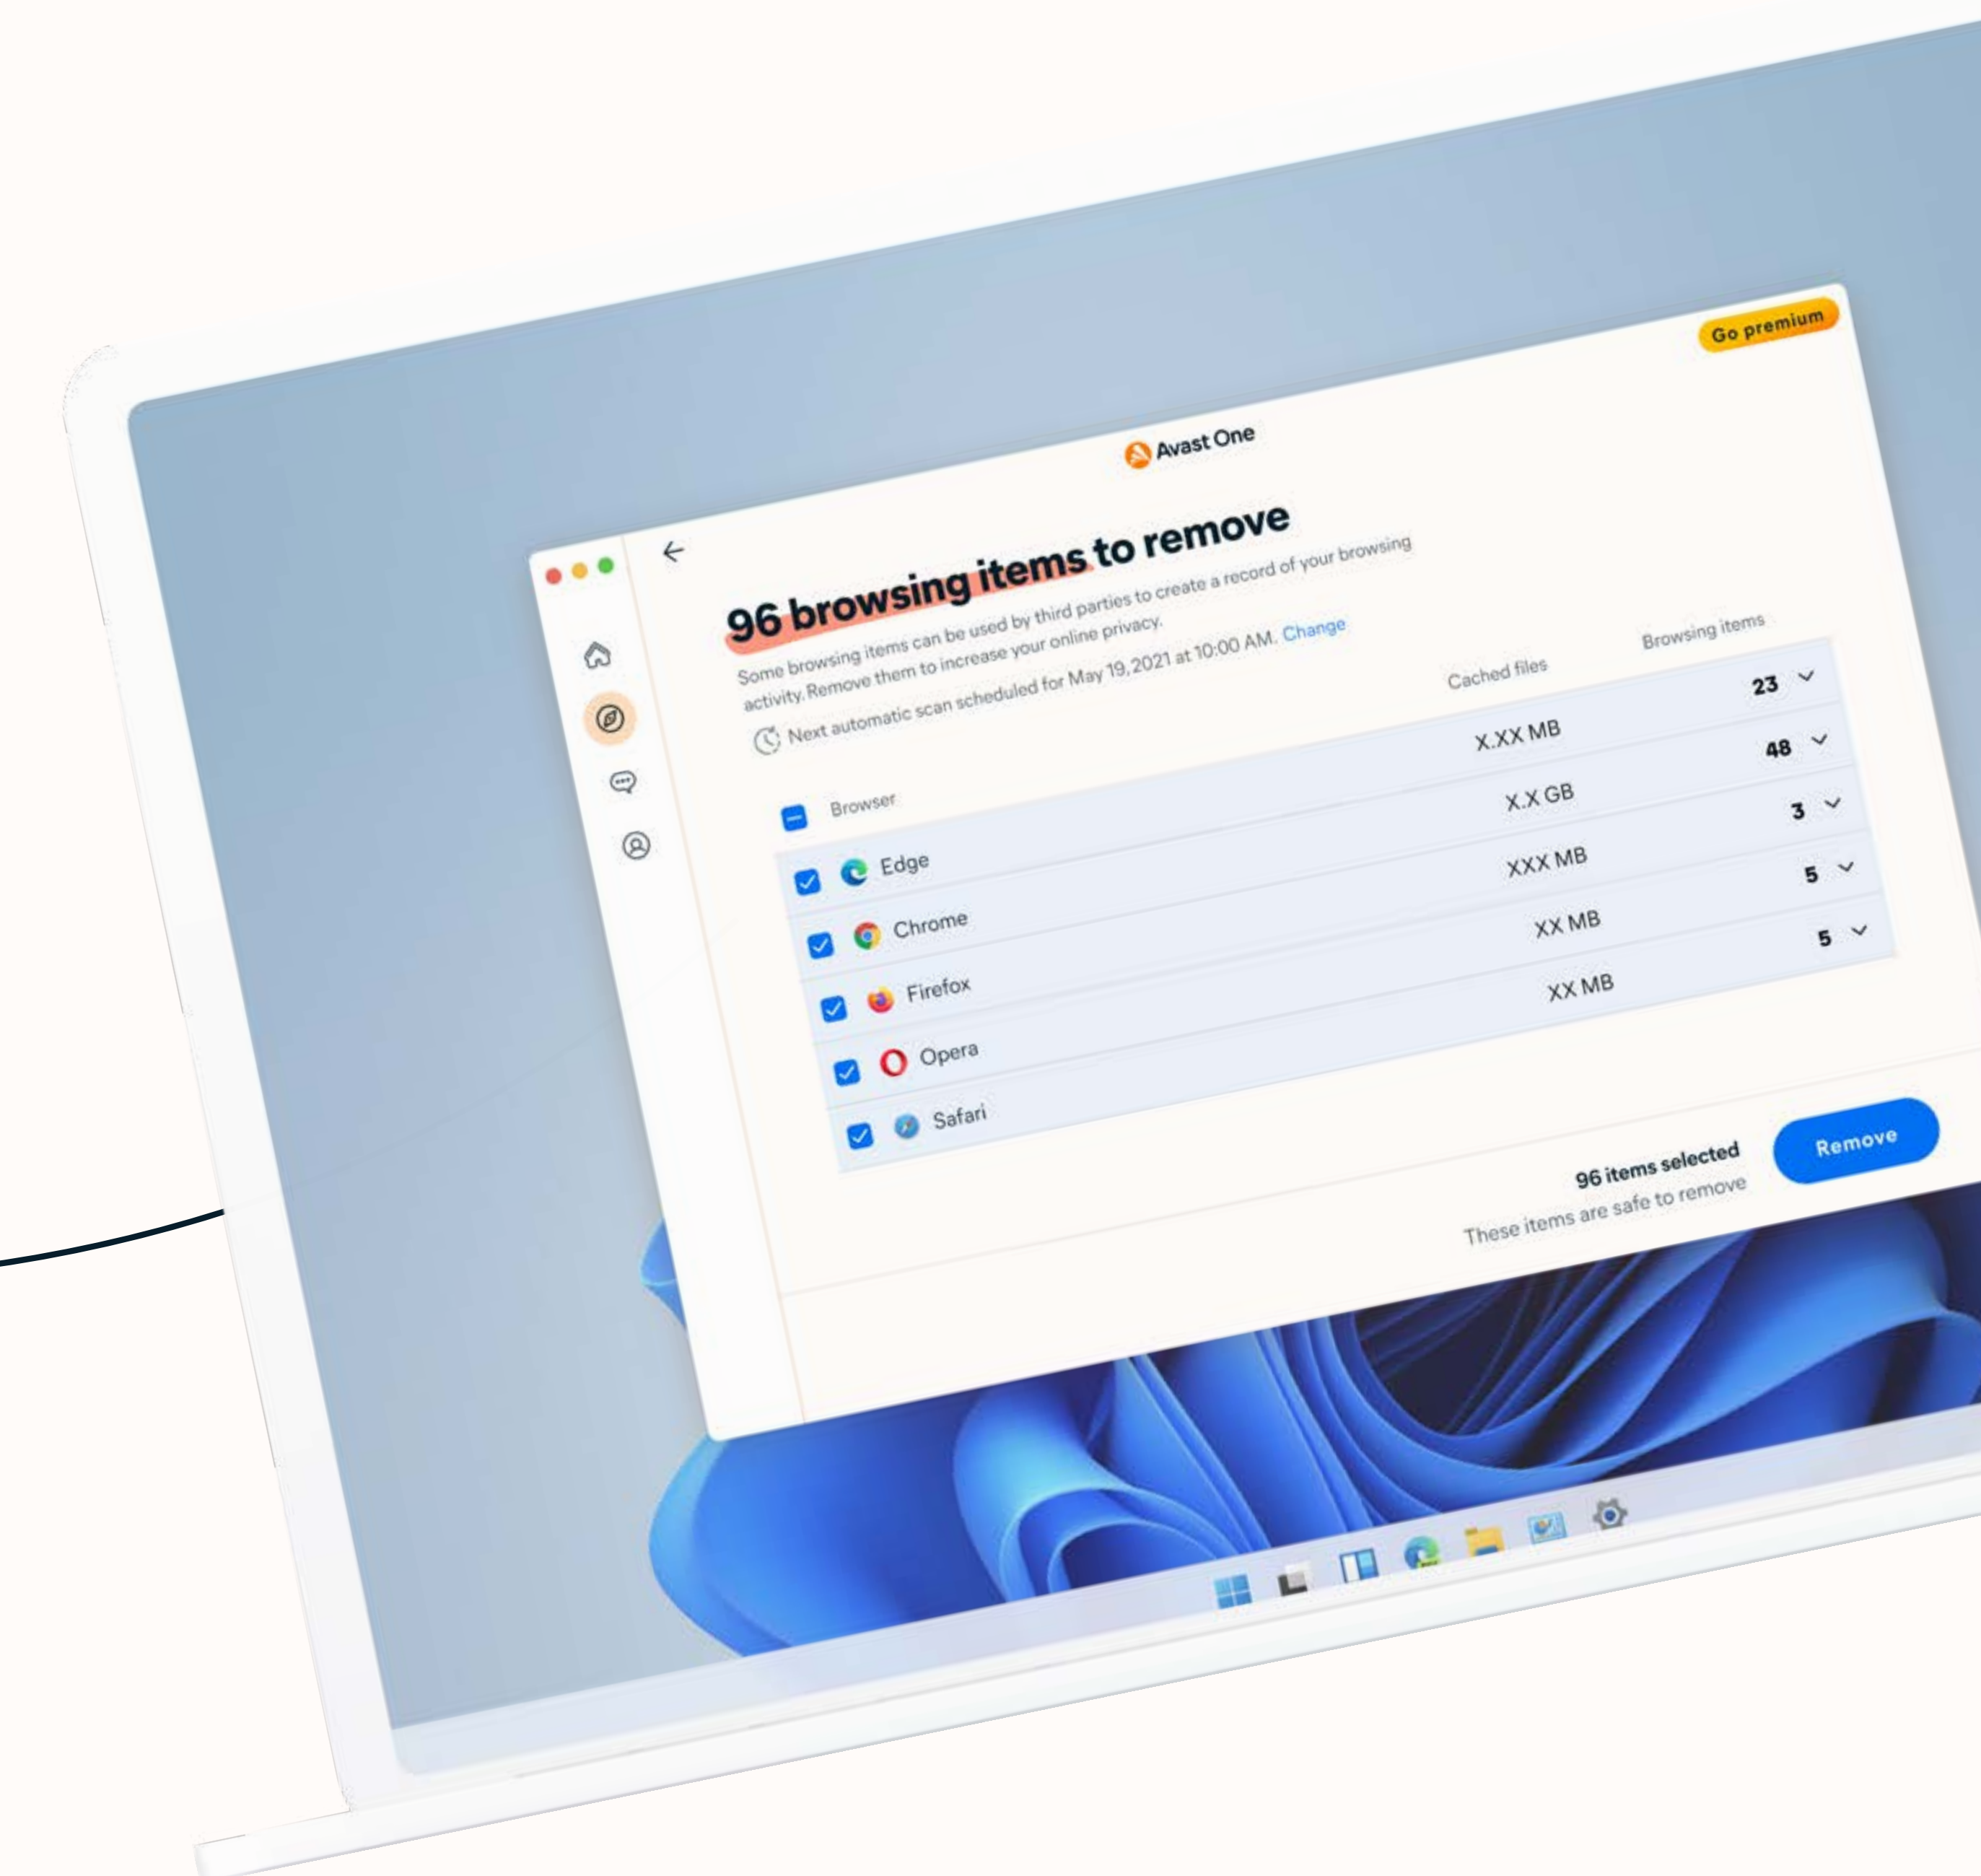 Go premium
Avast One
96 browsing items to remove
Some browsing items can be used by third parties to create a record of your browsing
activity. Remove them to increase your online privacy.
Next automatic scan scheduled for May 19, 2021 at 10:00 AM. Change
Browser Cached files Browsing items
Edge X.XX MB 23
Chrome X.X GB 48
Firefox XXX MB 3
Opera XX MB 5
Safari XX MB 5
96 items selected
These items are safe to remove
Remove